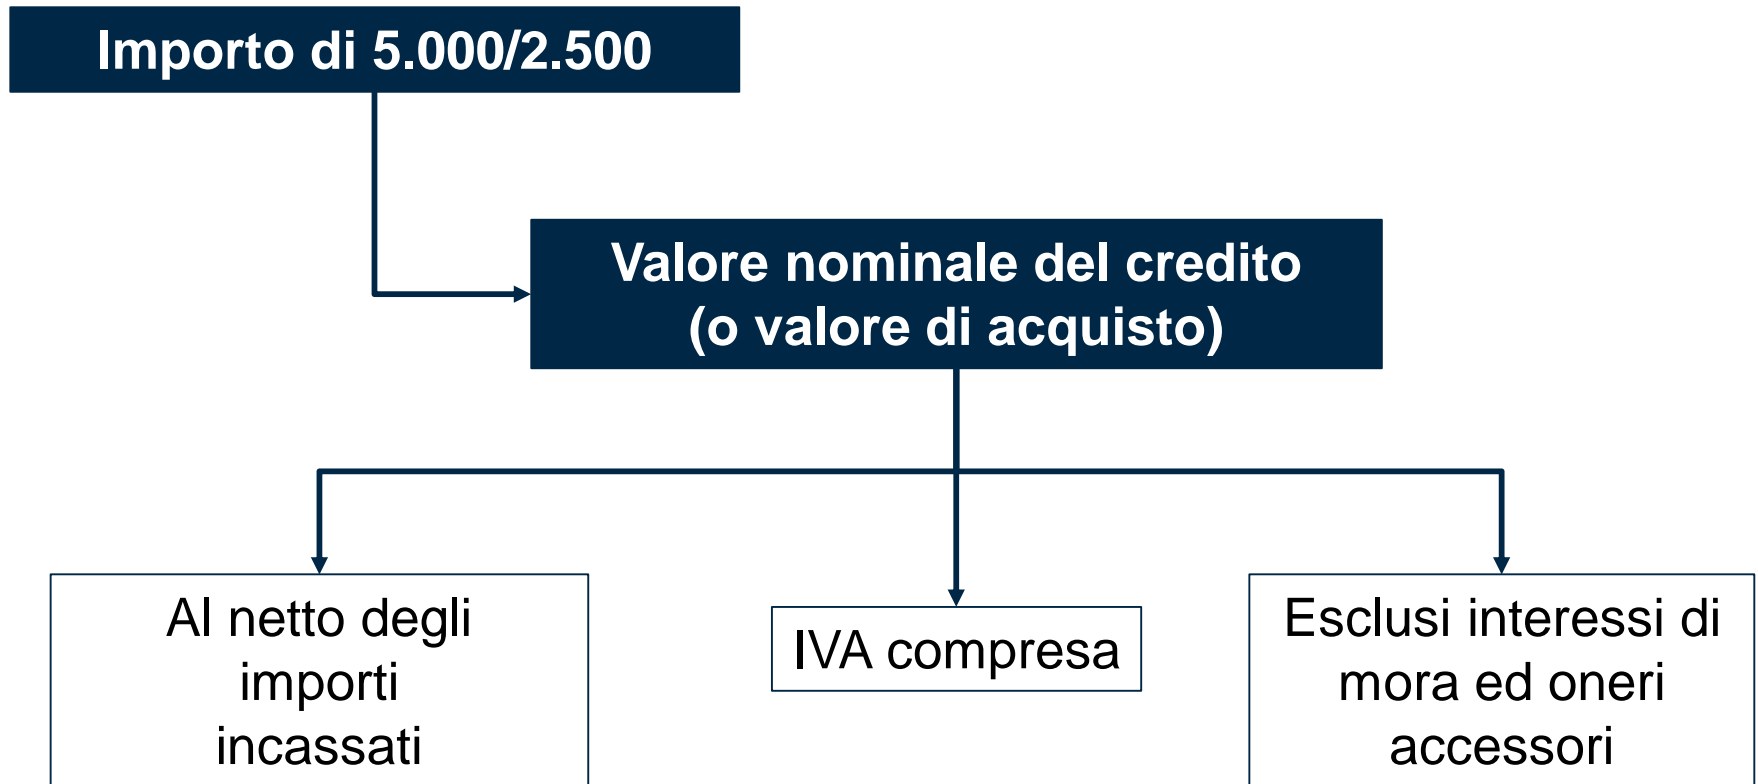 Importo di 5.000/2.500
Valore nominale del credito
(o valore di acquisto)
Al netto degli
importi
incassati
IVA compresa
Esclusi interessi di
mora ed oneri
accessori